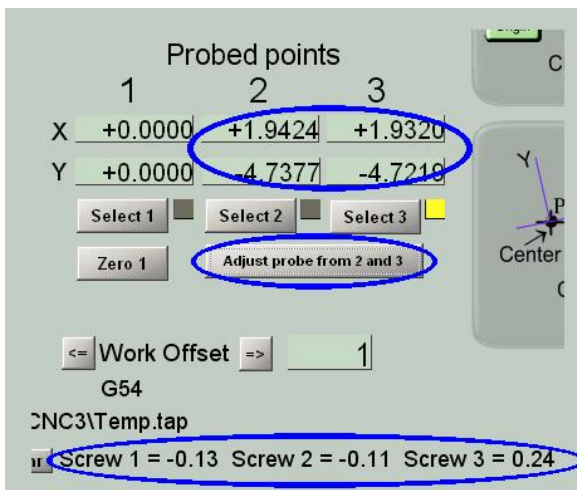 Probed points
1 2 3
X +0.0000 +1.9424 +1.9320
Y +0.0000 -4.7377 -4.7219
Select 1 Select 2 Select 3
Zero 1 Adjust probe from 2 and 3
<= Work Offset => 1
G54
CNC3\Temp.tap
Screw 1 = -0.13 Screw 2 = -0.11 Screw 3 = 0.24
C
Y
P
Center